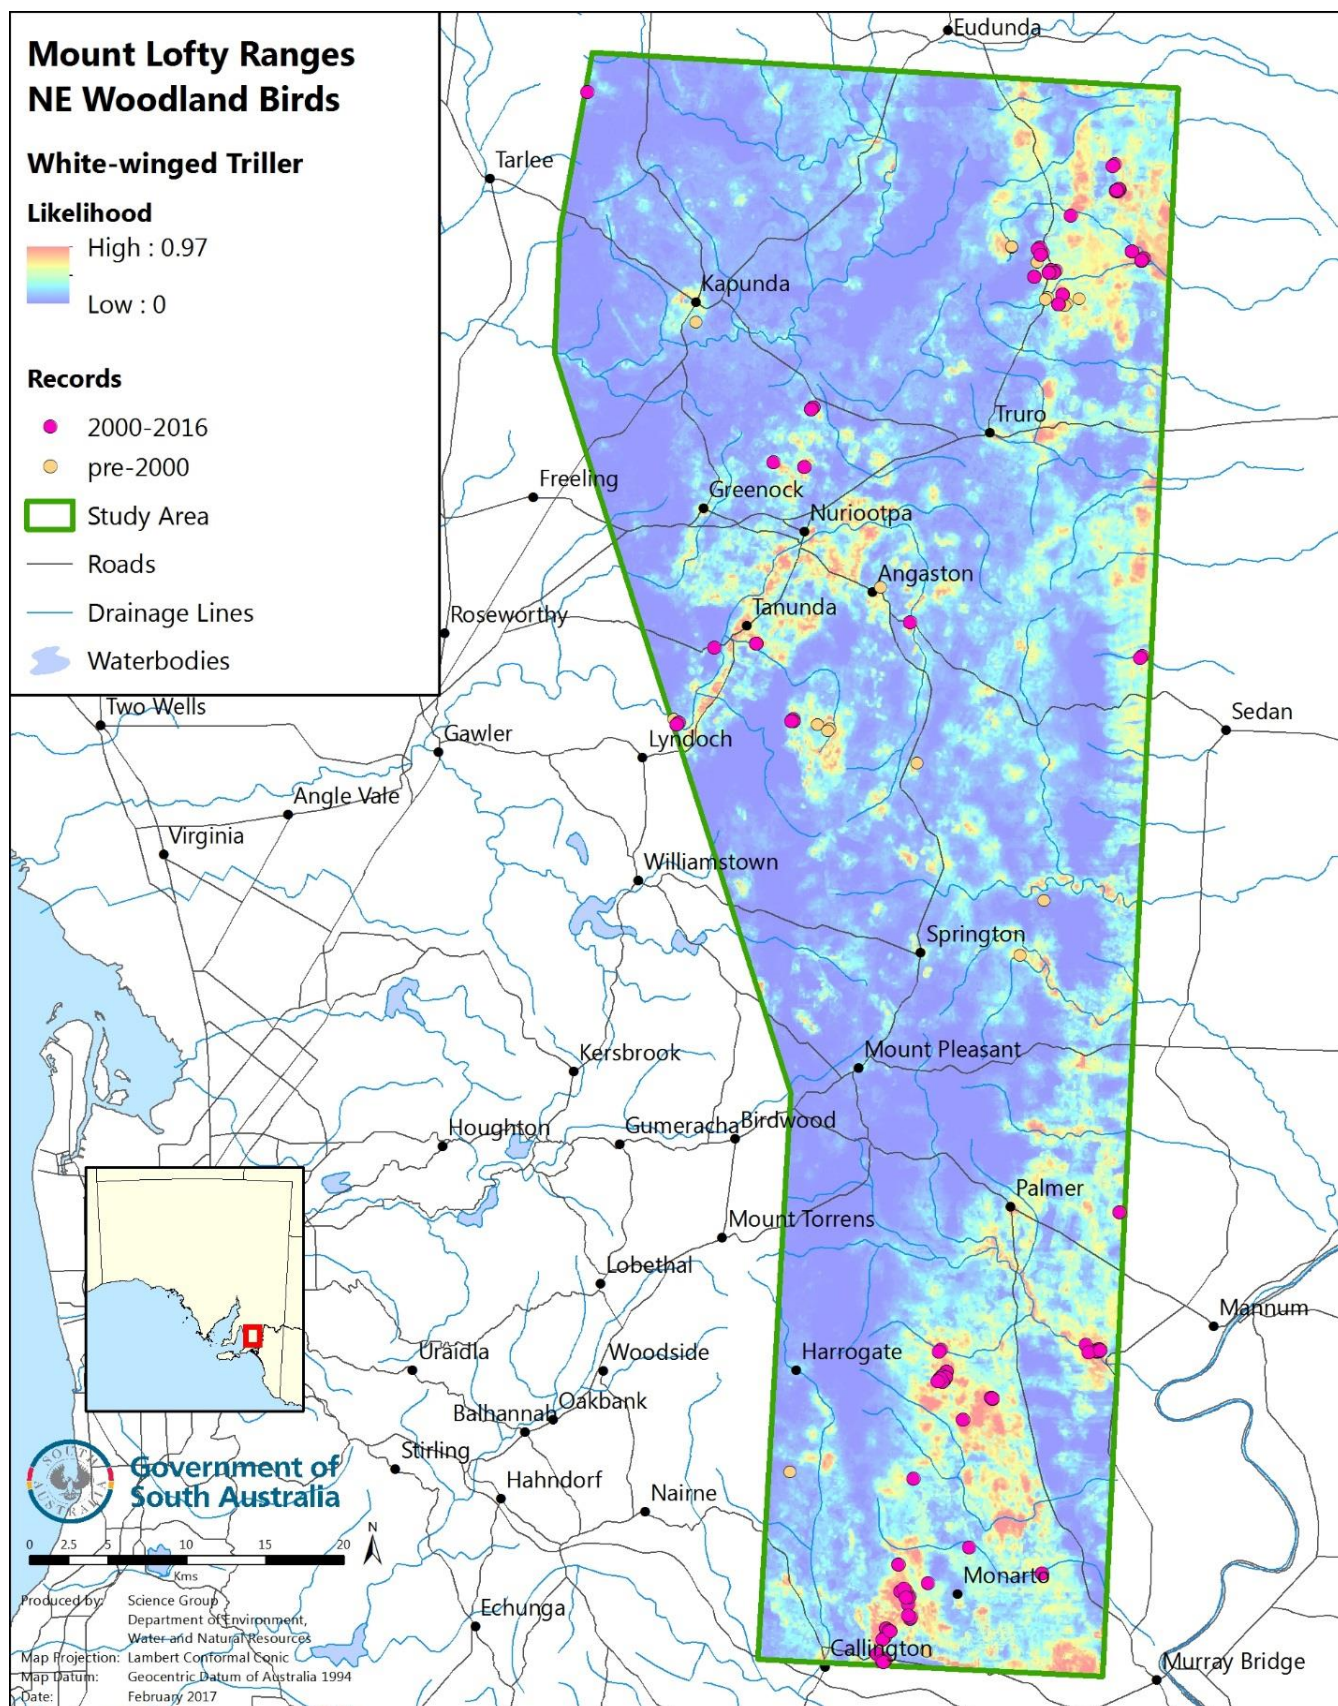 Mount Lofty Ranges
NE Woodland Birds
White-winged Triller
Likelihood
High : 0.97
Low : 0
Records
2000-2016
pre-2000
Study Area
Roads
Drainage Lines
Waterbodies
Eudunda
Tarlee
Kapunda
Truro
Freeling
Greenock
Nuriootpa
Angaston
Roseworthy
Tanunda
Two Wells
Sedan
Gawler
Lyndoch
Angle Vale
Virginia
Williamstown
Springton
Kersbrook
Mount Pleasant
Houghton
Gumeracha
Birdwood
Palmer
Mount Torrens
Lobethal
Mannum
Uraidla
Woodside
Harrogate
Balhannah
Oakbank
Stirling
Hahndorf
Nairne
Monarto
Echunga
Callington
Murray Bridge
SOUTH
AUSTRALIA
Government of
South Australia
0 2.5 5 10 15 20
Kms
N
Produced by: Science Group
Department of Environment,
Water and Natural Resources
Map Projection: Lambert Conformal Conic
Map Datum: Geocentric Datum of Australia 1994
Date: February 2017